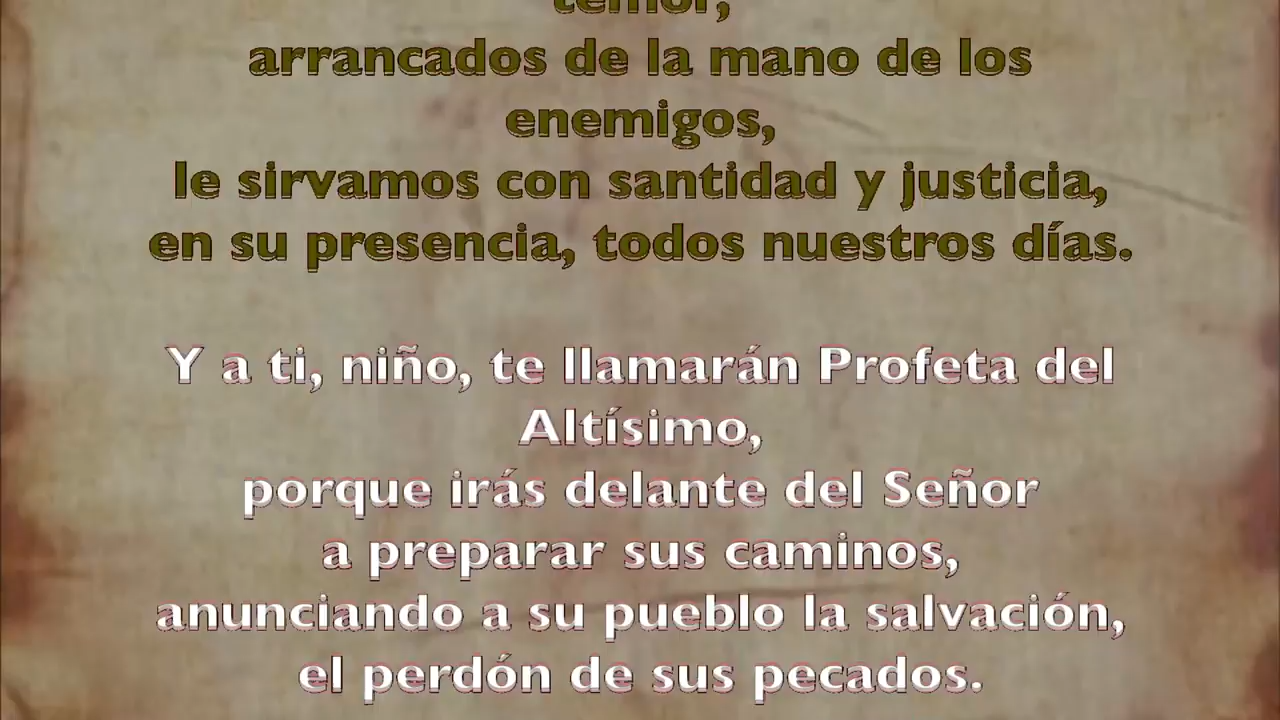 temor,
arrancados de la mano de los
enemigos,
le sirvamos con santidad y justicia,
en su presencia, todos nuestros días.
Y a ti, niño, te llamarán Profeta del
Altísimo,
porque irás delante del Señor
a preparar sus caminos,
anunciando a su pueblo la salvación,
el perdón de sus pecados.